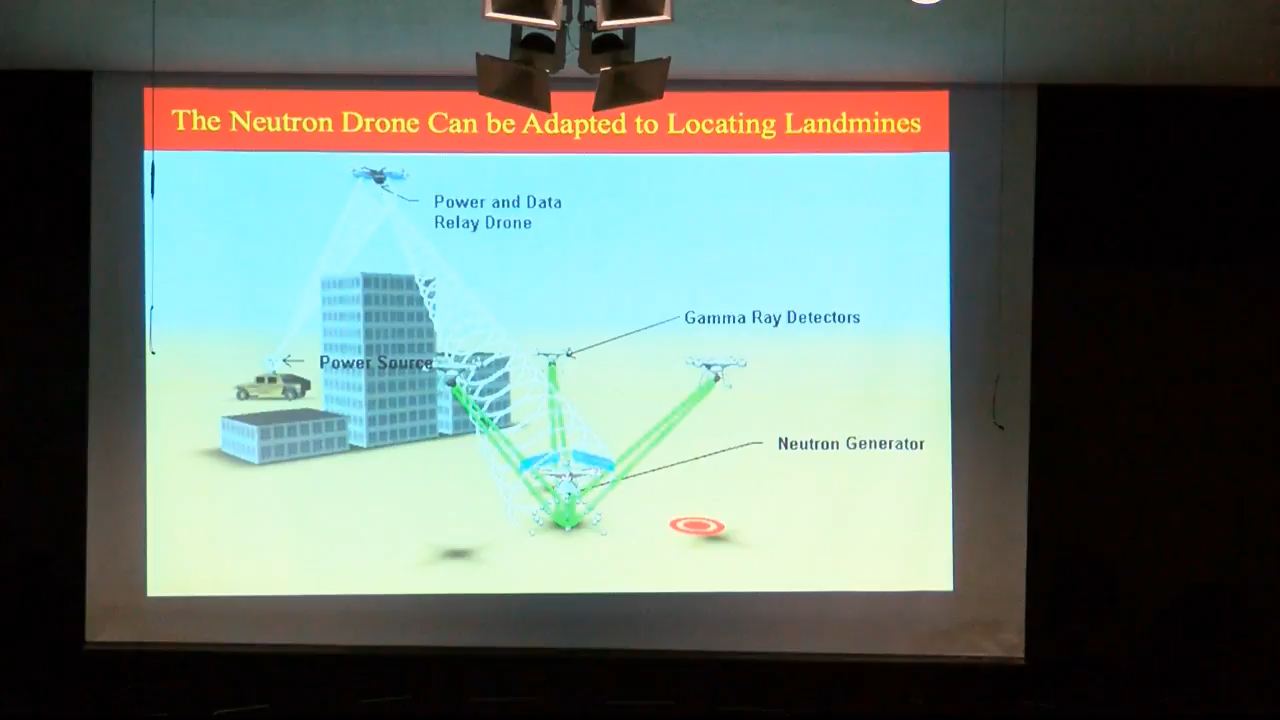 The Neutron Drone Can be Adapted to Locating Landmines
Power and Data
Relay Drone
Gamma Ray Detectors
Power Source
Neutron Generator